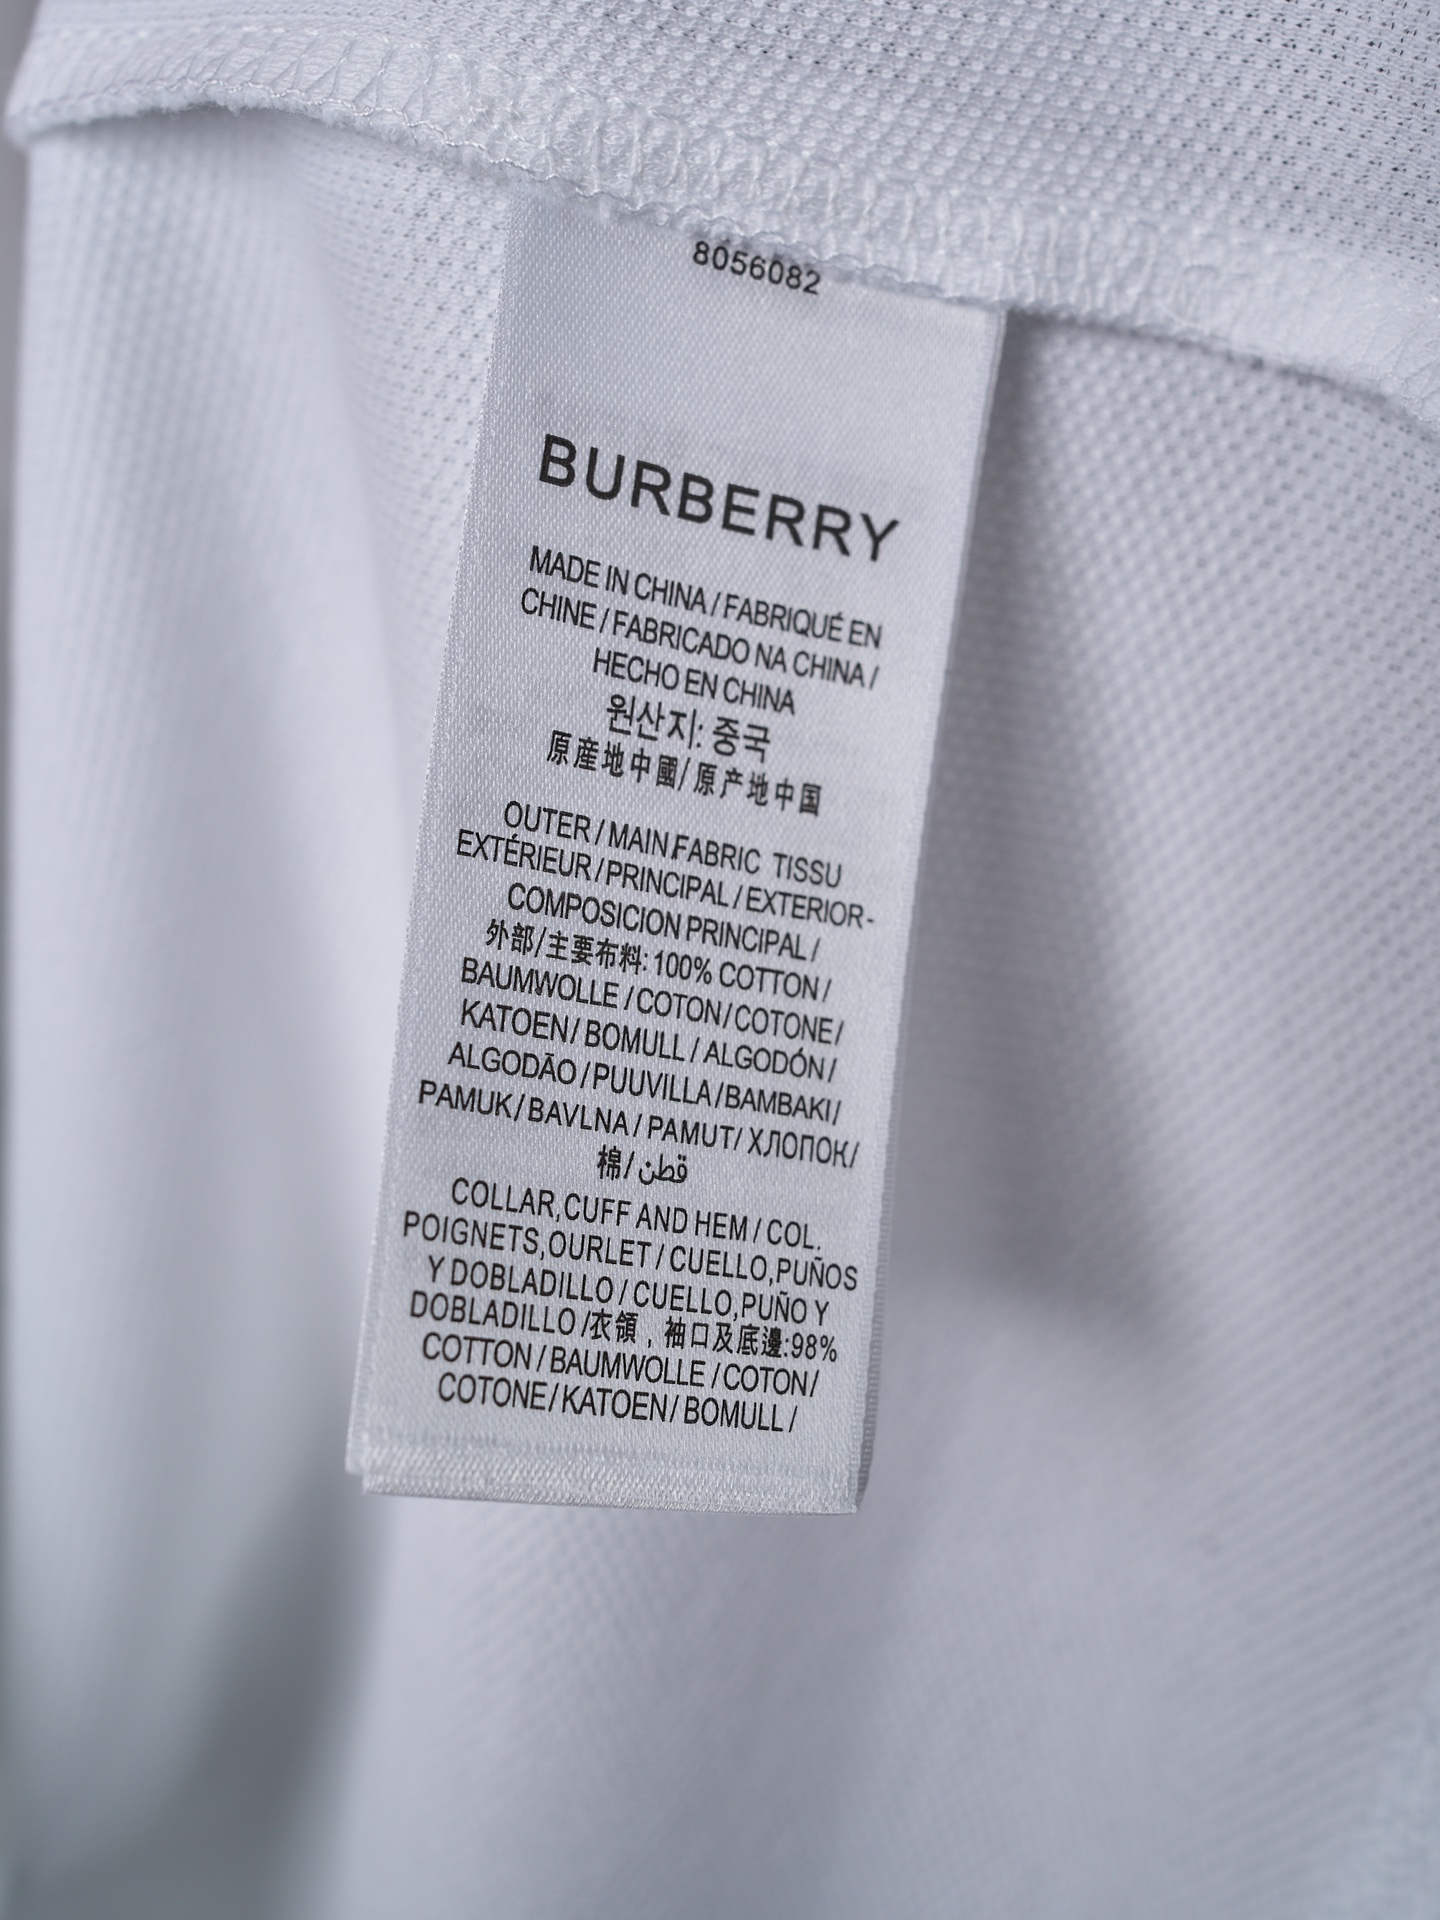 8056082
BURBERRY
MADE IN CHINA / FABRIQUÉ EN
CHINE / FABRICADO NA CHINA /
HECHO EN CHINA
원산지: 중국
原産地中國/ 原产地中国
OUTER / MAIN FABRIC TISSU
EXTÉRIEUR / PRINCIPAL / EXTERIOR-
COMPOSICION PRINCIPAL /
外部/主要布料: 100% COTTON /
BAUMWOLLE / COTON / COTONE /
KATOEN / BOMULL / ALGODÓN /
ALGODÃO / PUUVILLA / BAMBAKI /
PAMUK / BAVLNA / PAMUT / ХЛОПОК /
棉/ قطن
COLLAR,CUFF AND HEM / COL.
POIGNETS,OURLET / CUELLO,PUÑOS
Y DOBLADILLO / CUELLO,PUÑO Y
DOBLADILLO /衣領，袖口及底邊:98%
COTTON / BAUMWOLLE / COTON /
COTONE / KATOEN / BOMULL /